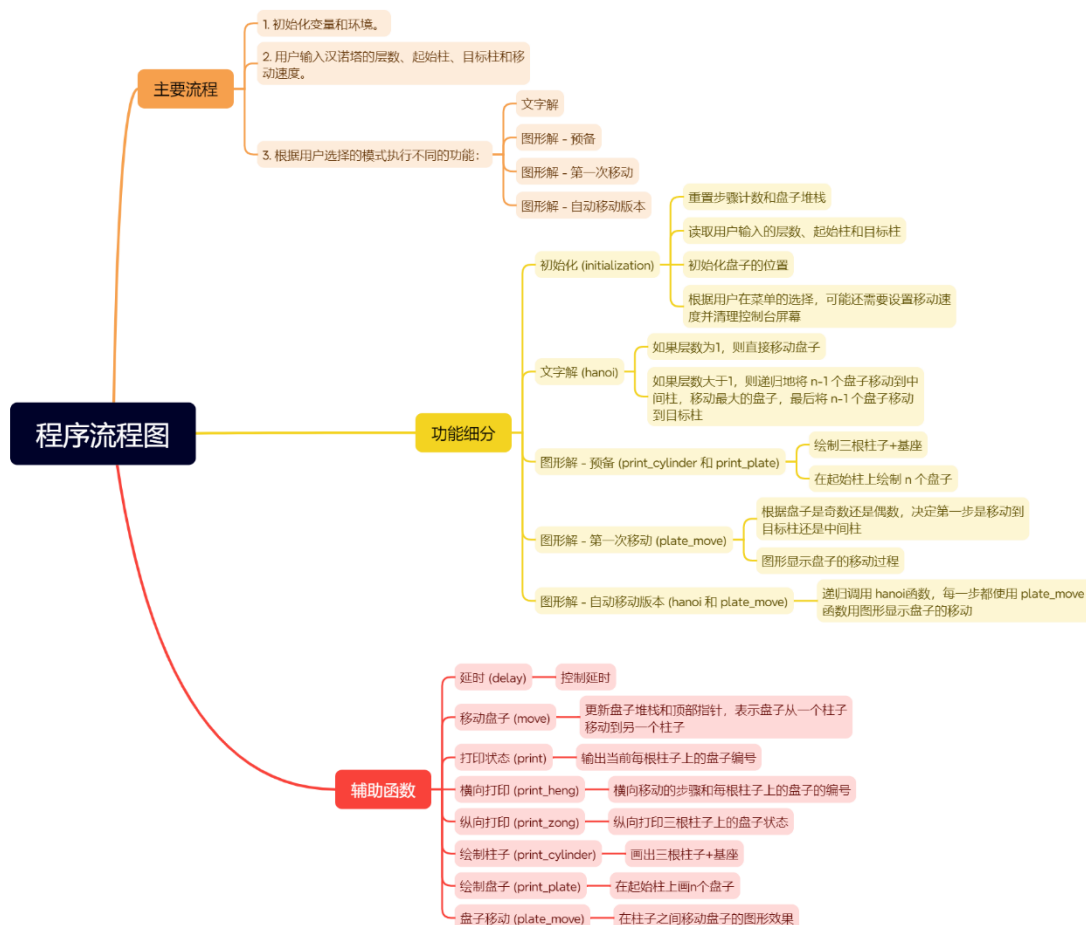 程序流程图
主要流程
1. 初始化变量和环境。
2. 用户输入汉诺塔的层数、起始柱、目标柱和移
动速度。
3. 根据用户选择的模式执行不同的功能：
文字解
图形解 - 预备
图形解 - 第一次移动
图形解 - 自动移动版本
功能细分
初始化 (initialization)
重置步骤计数和盘子堆栈
读取用户输入的层数、起始柱和目标柱
初始化盘子的位置
根据用户在菜单的选择，可能还需要设置移动速
度并清理控制台屏幕
文字解 (hanoi)
如果层数为1，则直接移动盘子
如果层数大于1，则递归地将 n-1 个盘子移动到中
间柱，移动最大的盘子，最后将 n-1 个盘子移动
到目标柱
图形解 - 预备 (print_cylinder 和 print_plate)
绘制三根柱子+基座
在起始柱上绘制 n 个盘子
图形解 - 第一次移动 (plate_move)
根据盘子是奇数还是偶数，决定第一步是移动到
目标柱还是中间柱
图形显示盘子的移动过程
图形解 - 自动移动版本 (hanoi 和 plate_move)
递归调用 hanoi函数，每一步都使用 plate_move
函数用图形显示盘子的移动
辅助函数
延时 (delay)
控制延时
移动盘子 (move)
更新盘子堆栈和顶部指针，表示盘子从一个柱子
移动到另一个柱子
打印状态 (print)
输出当前每根柱子上的盘子编号
横向打印 (print_heng)
横向移动的步骤和每根柱子上的盘子的编号
纵向打印 (print_zong)
纵向打印三根柱子上的盘子状态
绘制柱子 (print_cylinder)
画出三根柱子+基座
绘制盘子 (print_plate)
在起始柱上画n个盘子
盘子移动 (plate_move)
在柱子之间移动盘子的图形效果